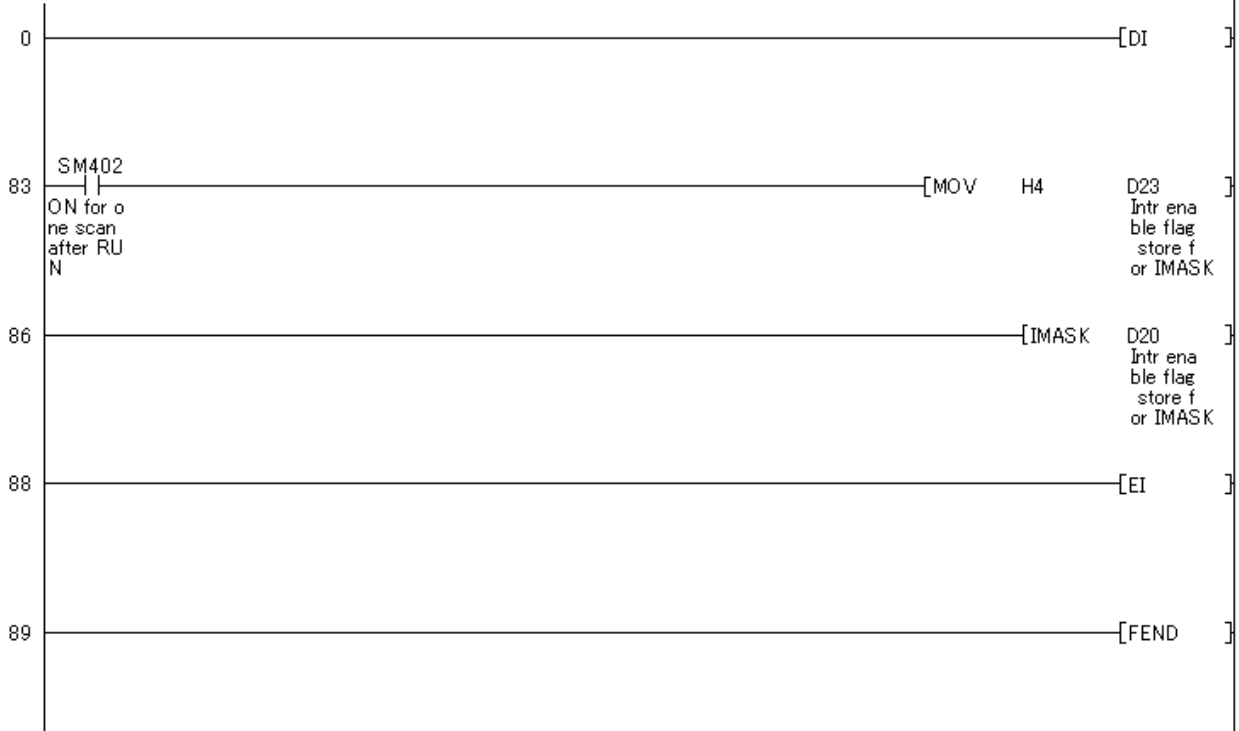 0 [DI ]
SM402
83 [MOV H4 D23 ]
ON for o
ne scan
after RU
N
Intr ena
ble flag
store f
or IMASK
86 [IMASK D20 ]
Intr ena
ble flag
store f
or IMASK
88 [EI ]
89 [FEND ]